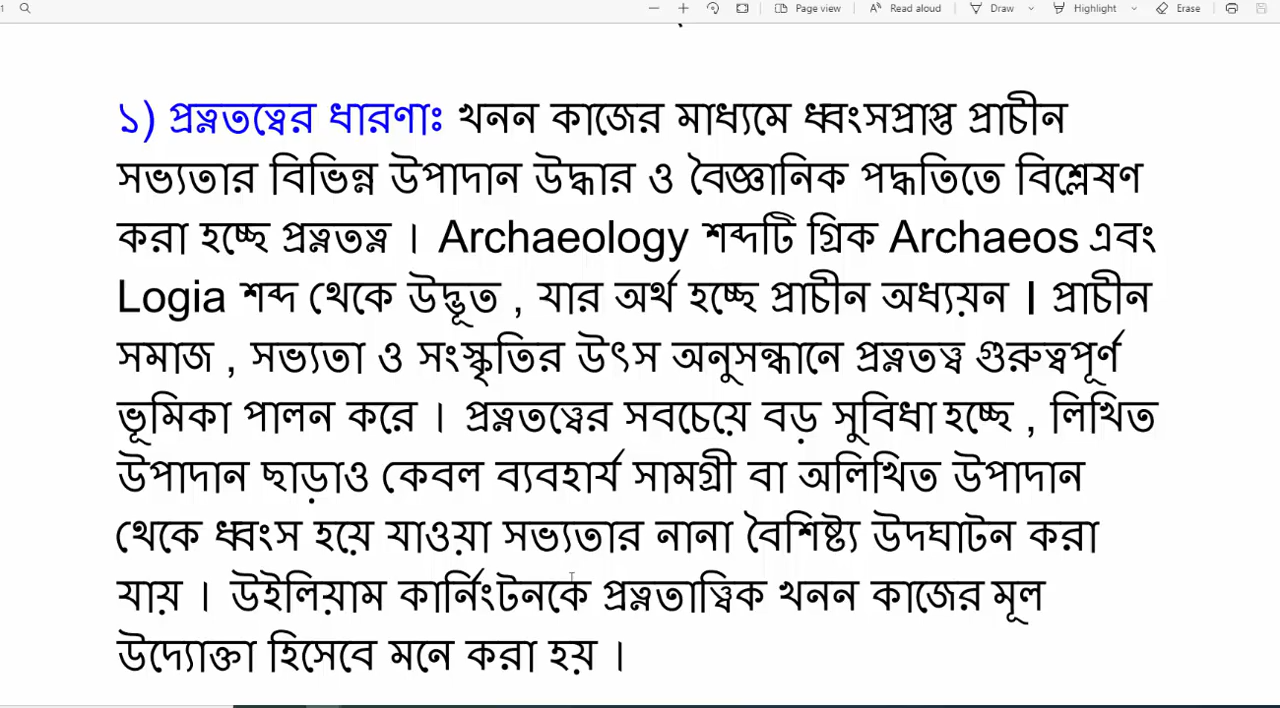 1
Page view
Read aloud
Draw
Highlight
Erase
১) প্রত্নতত্বের ধারণাঃ খনন কাজের মাধ্যমে ধ্বংসপ্রাপ্ত প্রাচীন
সভ্যতার বিভিন্ন উপাদান উদ্ধার ও বৈজ্ঞানিক পদ্ধতিতে বিশ্লেষণ
করা হচ্ছে প্রত্নতত্ন । Archaeology শব্দটি গ্রিক Archaeos এবং
Logia শব্দ থেকে উদ্ভূত , যার অর্থ হচ্ছে প্রাচীন অধ্যয়ন । প্রাচীন
সমাজ , সভ্যতা ও সংস্কৃতির উৎস অনুসন্ধানে প্রত্নতত্ত্ব গুরুত্বপূর্ণ
ভূমিকা পালন করে । প্রত্নতত্ত্বের সবচেয়ে বড় সুবিধা হচ্ছে , লিখিত
উপাদান ছাড়াও কেবল ব্যবহার্য সামগ্রী বা অলিখিত উপাদান
থেকে ধ্বংস হয়ে যাওয়া সভ্যতার নানা বৈশিষ্ট্য উদঘাটন করা
যায় । উইলিয়াম কার্নিংটনকে প্রত্নতাত্ত্বিক খনন কাজের মূল
উদ্যোক্তা হিসেবে মনে করা হয় ।